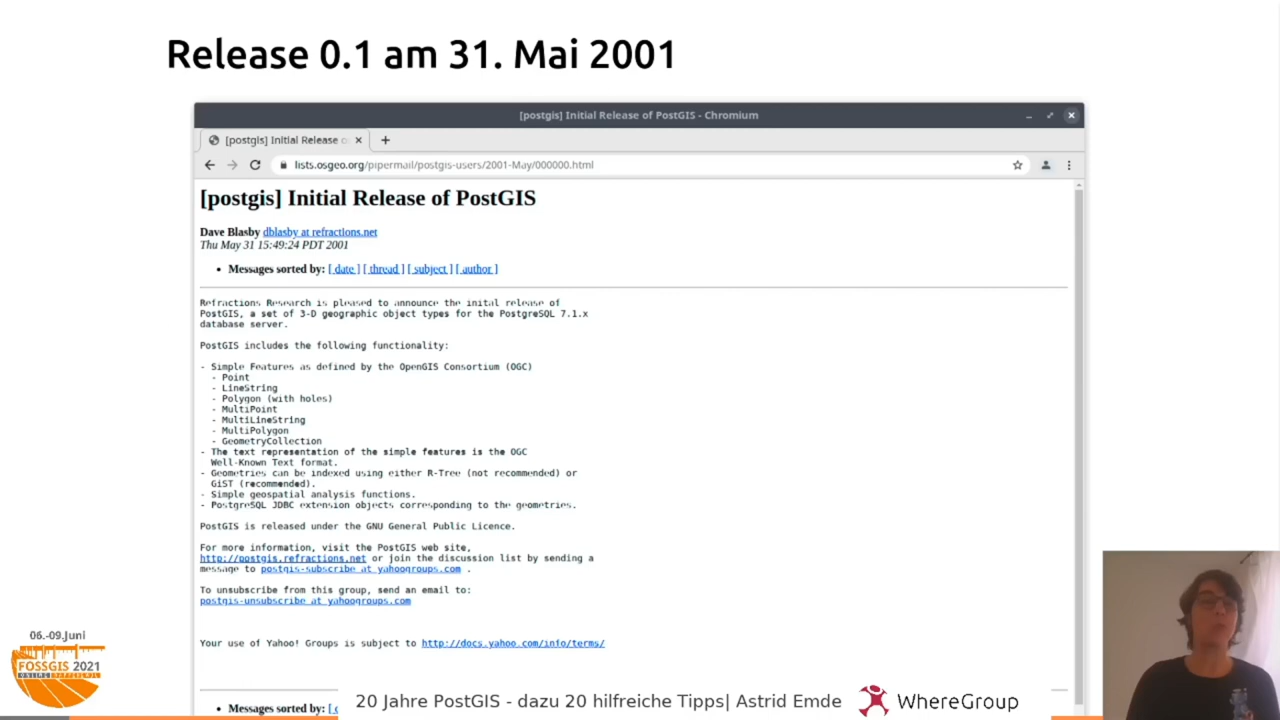 Release 0.1 am 31. Mai 2001
[postgis] Initial Release of PostGIS - Chromium
[postgis] Initial Release o
lists.osgeo.org/pipermail/postgis-users/2001-May/000000.html
[postgis] Initial Release of PostGIS
Dave Blasby dblasby at refractions.net
Thu May 31 15:49:24 PDT 2001
• Messages sorted by: [ date ] [ thread ] [ subject ] [ author ]
Refractions Research is pleased to announce the inital release of
PostGIS, a set of 3-D geographic object types for the PostgreSQL 7.1.x
database server.
PostGIS includes the following functionality:
- Simple Features as defined by the OpenGIS Consortium (OGC)
- Point
- LineString
- Polygon (with holes)
- MultiPoint
- MultiLineString
- MultiPolygon
- GeometryCollection
- The text representation of the simple features is the OGC
Well-Known Text format.
- Geometries can be indexed using either R-Tree (not recommended) or
GiST (recommended).
- Simple geospatial analysis functions.
- PostgreSQL JDBC extension objects corresponding to the geometries.
PostGIS is released under the GNU General Public Licence.
For more information, visit the PostGIS web site,
http://postgis.refractions.net or join the discussion list by sending a
message to postgis-subscribe at yahoogroups.com .
To unsubscribe from this group, send an email to:
postgis-unsubscribe at yahoogroups.com
Your use of Yahoo! Groups is subject to http://docs.yahoo.com/info/terms/
• Messages sorted by: [
06.-09.Juni
FOSSGIS 2021
20 Jahre PostGIS - dazu 20 hilfreiche Tipps| Astrid Emde
WhereGroup